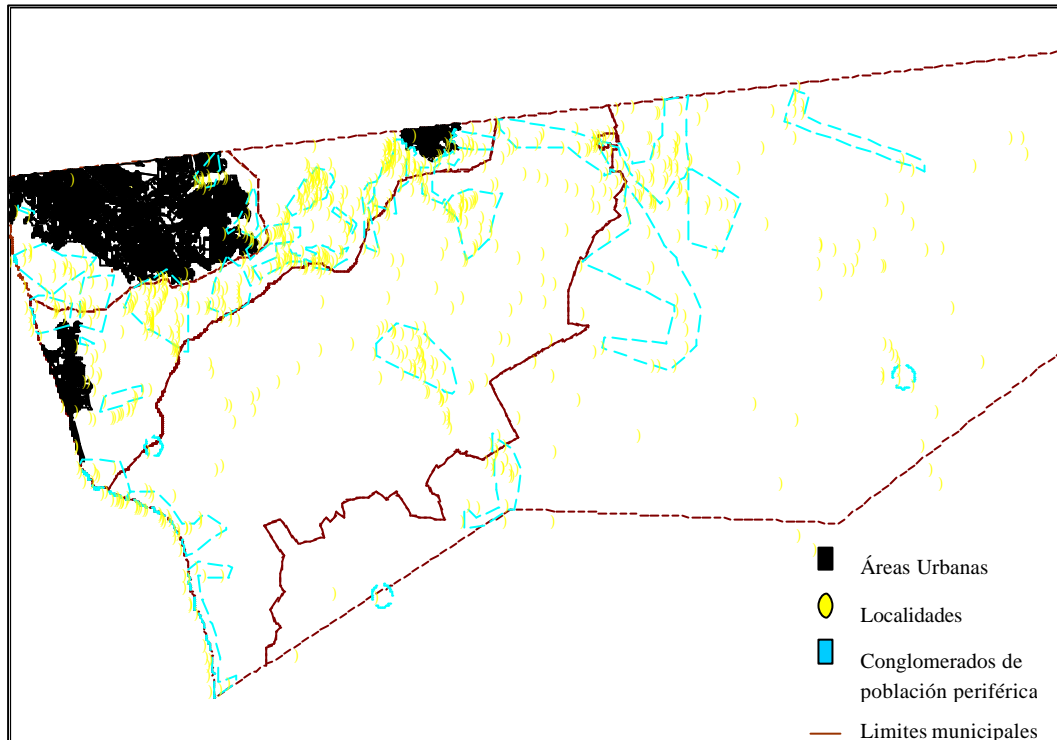 Áreas Urbanas
Localidades
Conglomerados de
población periférica
Limites municipales